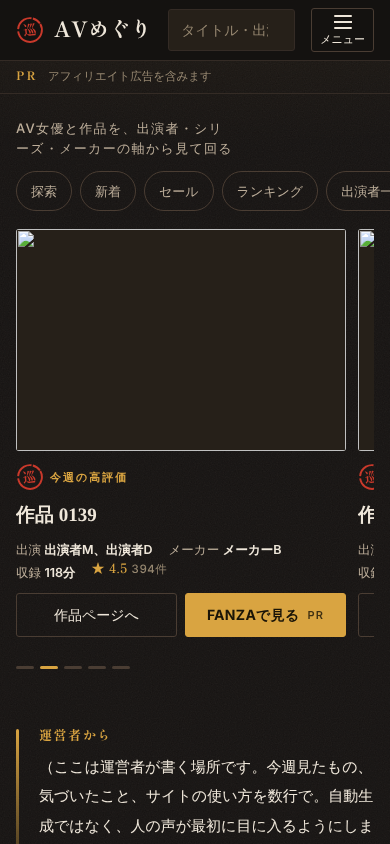 巡 AVめぐり タイトル・出 メニュー
PR アフィリエイト広告を含みます
AV女優と作品を、出演者・シリ
ーズ・メーカーの軸から見て回る
探索 新着 セール ランキング 出演者一
巡 今週の高評価
作品 0139
出演 出演者M、出演者D メーカー メーカーB
収録 118分 ★ 4.5 394件
作品ページへ FANZAで見る PR
運営者から
（ここは運営者が書く場所です。今週見たもの、
気づいたこと、サイトの使い方を数行で。自動生
成ではなく、人の声が最初に目に入るようにしま